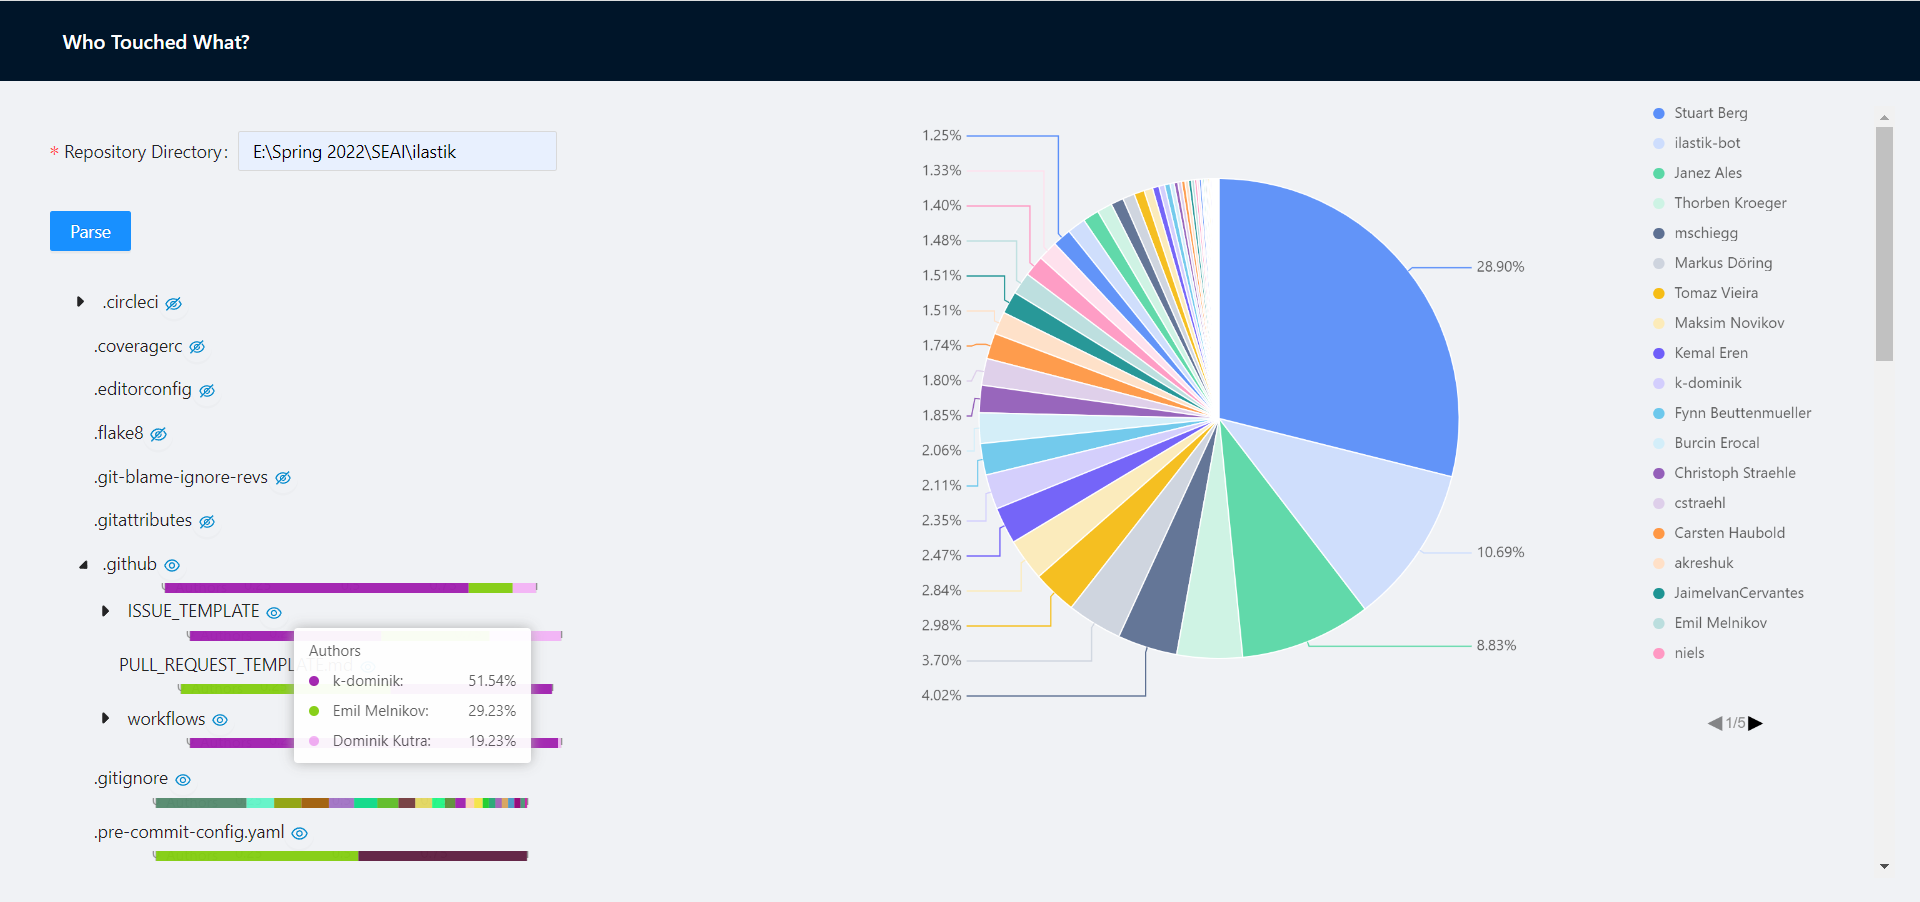 Who Touched What?
* Repository Directory: E:\Spring 2022\SEAI\ilastik
Parse
.circleci
.coveragerc
.editorconfig
.flake8
.git-blame-ignore-revs
.gitattributes
.github
ISSUE_TEMPLATE
PULL_REQUEST_TEMPLATE.md
workflows
.gitignore
.pre-commit-config.yaml
Authors
k-dominik: 51.54%
Emil Melnikov: 29.23%
Dominik Kutra: 19.23%
1.25%
1.33%
1.40%
1.48%
1.51%
1.51%
1.74%
1.80%
1.85%
2.06%
2.11%
2.35%
2.47%
2.84%
2.98%
3.70%
4.02%
28.90%
10.69%
8.83%
Stuart Berg
ilastik-bot
Janez Ales
Thorben Kroeger
mschiegg
Markus Döring
Tomaz Vieira
Maksim Novikov
Kemal Eren
k-dominik
Fynn Beuttenmueller
Burcin Erocal
Christoph Straehle
cstraehl
Carsten Haubold
akreshuk
JaimeIvanCervantes
Emil Melnikov
niels
1/5